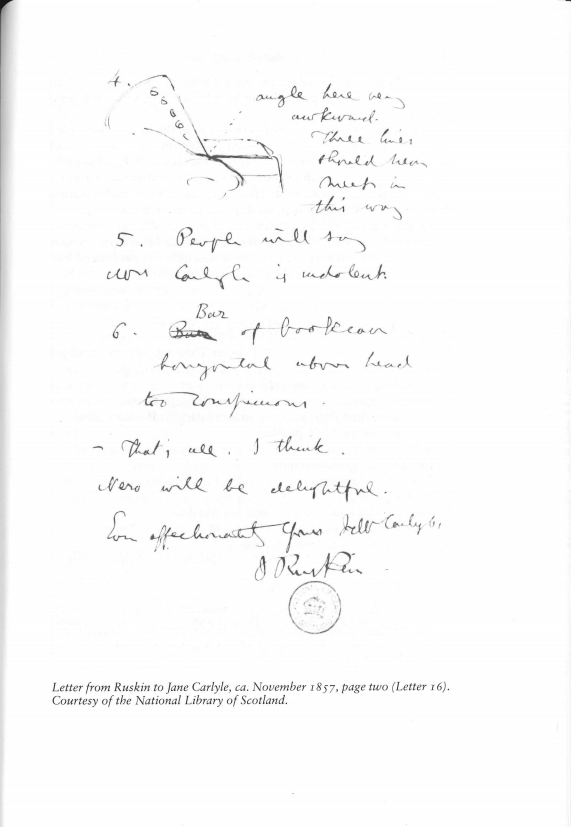 4.
angle here very
awkward.
Three lines
should never
meet in
this way
5. People will say
Mrs Carlyle is indolent.
6. Bar
Bars of bookcase
horizontal above head
too conspicuous.
- That's all. I think.
Nero will be delightful.
Ever affectionately Yours dear Mrs Carlyle,
J Ruskin
Letter from Ruskin to Jane Carlyle, ca. November 1857, page two (Letter 16).
Courtesy of the National Library of Scotland.